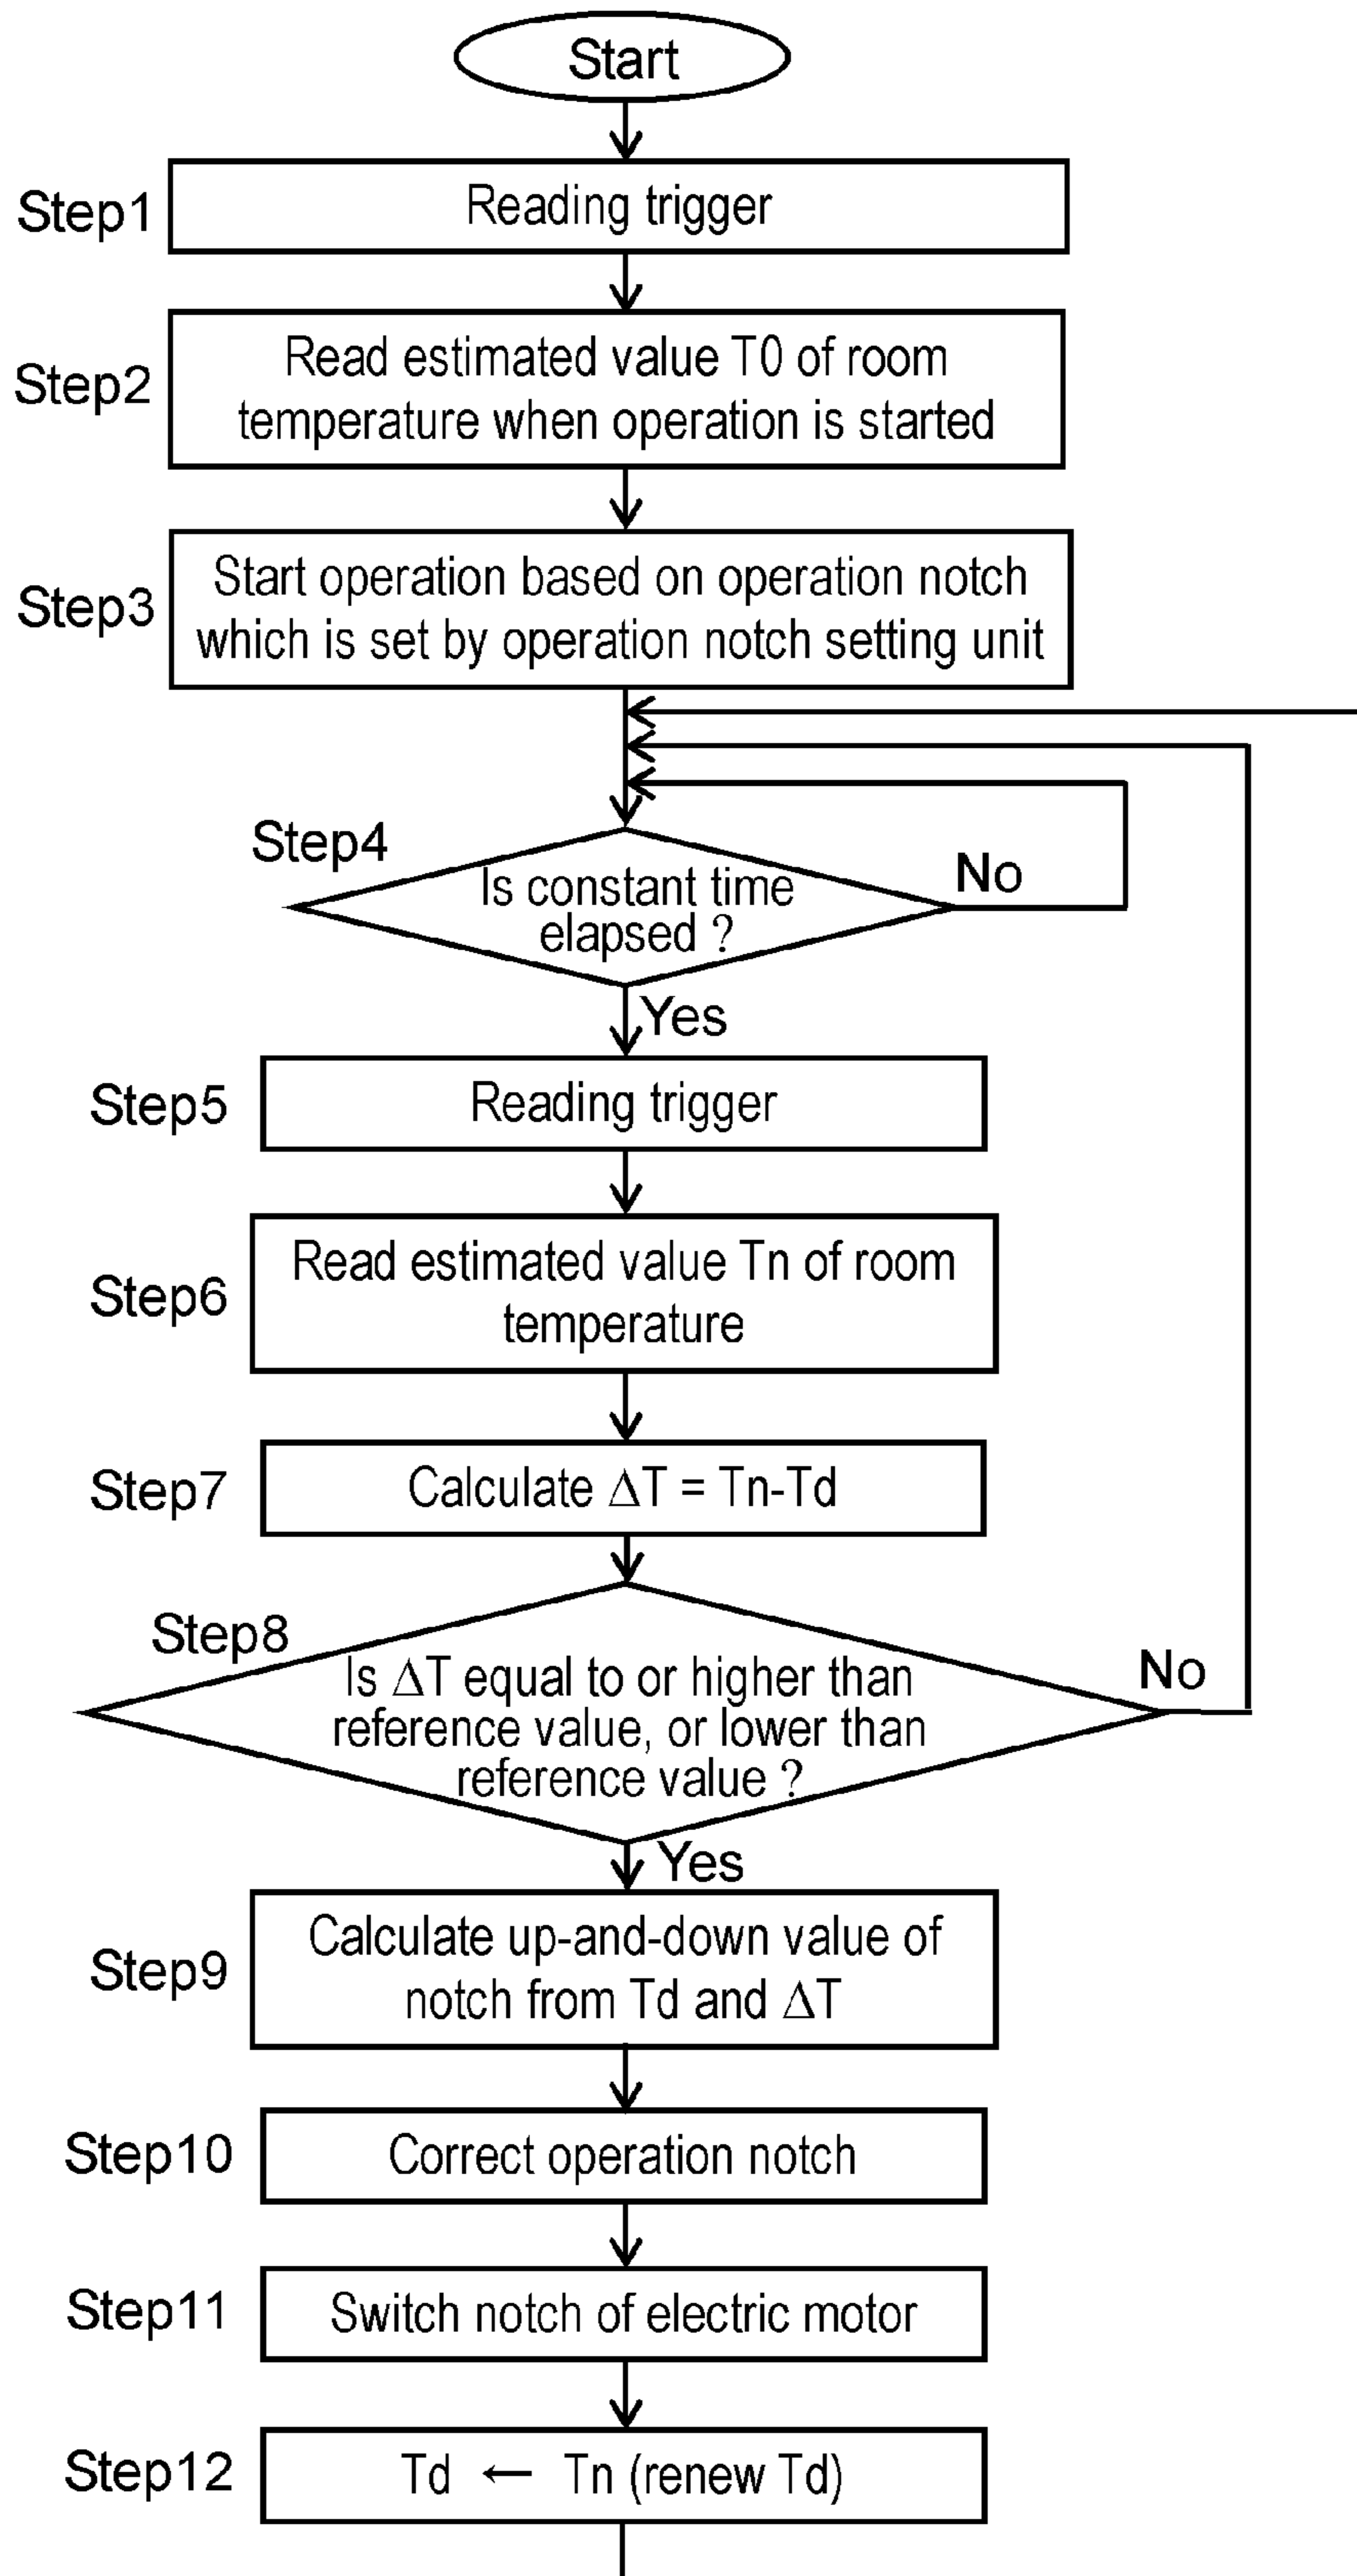 Start
Step1
Reading trigger
Step2
Read estimated value T0 of room
temperature when operation is started
Step3
Start operation based on operation notch
which is set by operation notch setting unit
Step4
Is constant time
elapsed ?
No
Yes
Step5
Reading trigger
Step6
Read estimated value Tn of room
temperature
Step7
Calculate ΔT = Tn-Td
Step8
Is ΔT equal to or higher than
reference value, or lower than
reference value ?
No
Yes
Step9
Calculate up-and-down value of
notch from Td and ΔT
Step10
Correct operation notch
Step11
Switch notch of electric motor
Step12
Td ← Tn (renew Td)